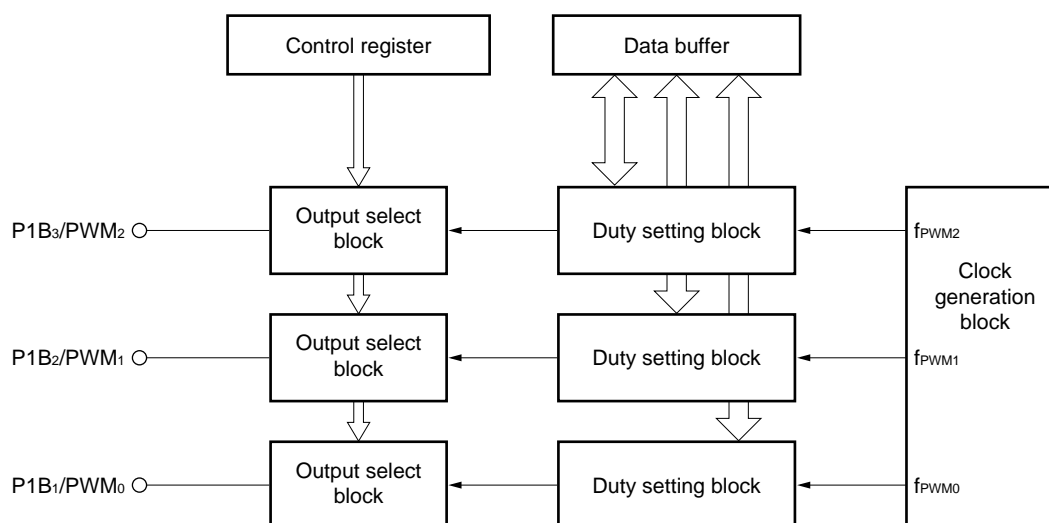 Control register
Data buffer
P1B3/PWM2
Output select
block
Duty setting block
fPWM2
Clock
generation
block
P1B2/PWM1
Output select
block
Duty setting block
fPWM1
P1B1/PWM0
Output select
block
Duty setting block
fPWM0